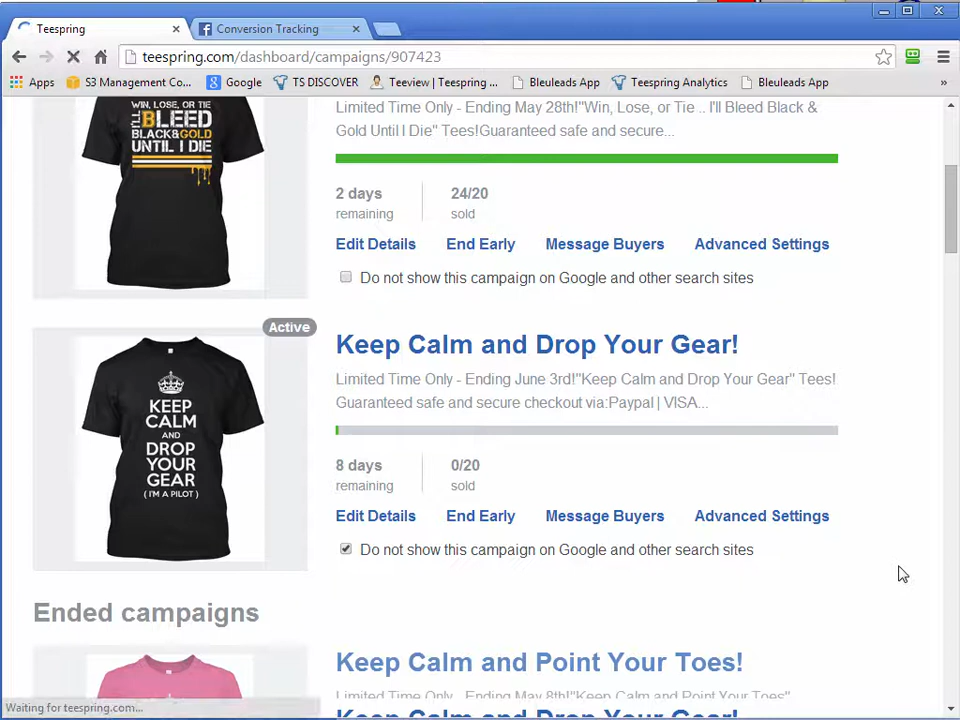 Teespring
Conversion Tracking
teespring.com/dashboard/campaigns/907423
Apps
S3 Management Co...
Google
TS DISCOVER
Teeview | Teespring ...
Bleuleads App
Teespring Analytics
Bleuleads App
»
WIN, LOSE, OR TIE
I'LL BLEED
BLACK&GOLD
UNTIL I DIE
Limited Time Only - Ending May 28th!"Win, Lose, or Tie .. I'll Bleed Black &
Gold Until I Die" Tees!Guaranteed safe and secure...
2 days
remaining
24/20
sold
Edit Details
End Early
Message Buyers
Advanced Settings
Do not show this campaign on Google and other search sites
Active
KEEP
CALM
AND
DROP
YOUR
GEAR
( I'M A PILOT )
Keep Calm and Drop Your Gear!
Limited Time Only - Ending June 3rd!"Keep Calm and Drop Your Gear" Tees!
Guaranteed safe and secure checkout via:Paypal | VISA...
8 days
remaining
0/20
sold
Edit Details
End Early
Message Buyers
Advanced Settings
Do not show this campaign on Google and other search sites
Ended campaigns
Keep Calm and Point Your Toes!
Limited Time Only - Ending May 8th!"Keep Calm and Point Your Toes"
Keep Calm and Drop Your Gear!
Waiting for teespring.com...